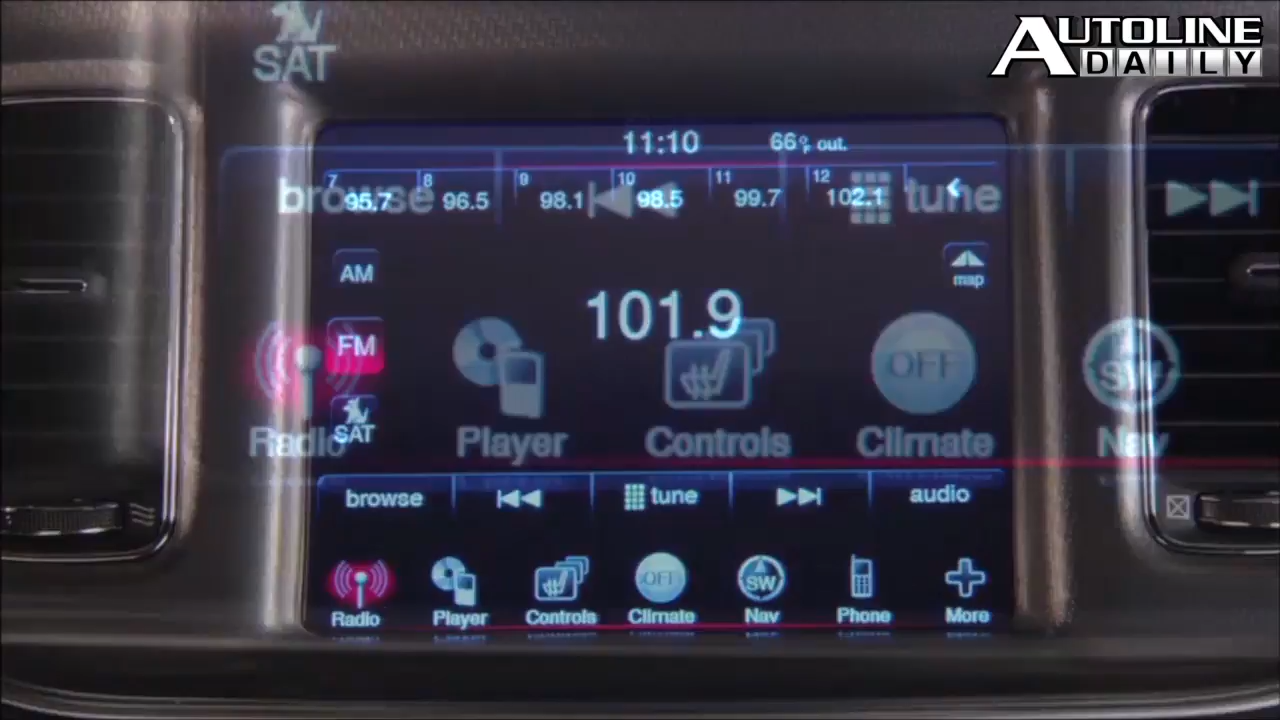 AUTOLINE
DAILY
SAT
11:10 66°F out.
7 95.7 8 96.5 9 98.1 10 98.5 11 99.7 12 102.1
browse tune
AM
map
101.9
FM
OFF
SW
SAT
Radio Player Controls Climate Nav
browse tune audio
OFF
SW
Radio Player Controls Climate Nav Phone More